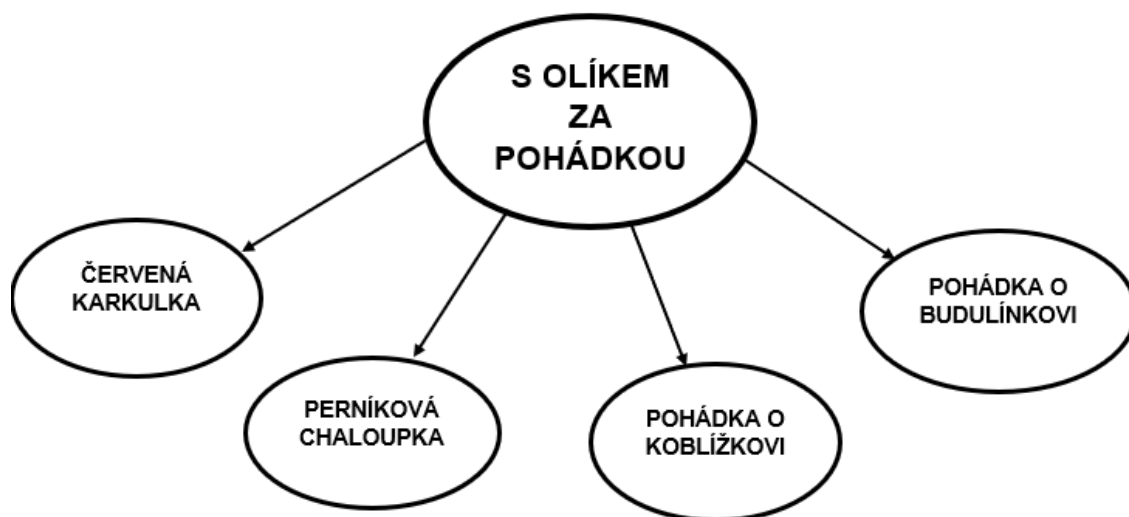 S OLÍKEM
ZA
POHÁDKOU
ČERVENÁ
KARKULKA
PERNÍKOVÁ
CHALOUPKA
POHÁDKA O
KOBLÍŽKOVI
POHÁDKA O
BUDULÍNKOVI